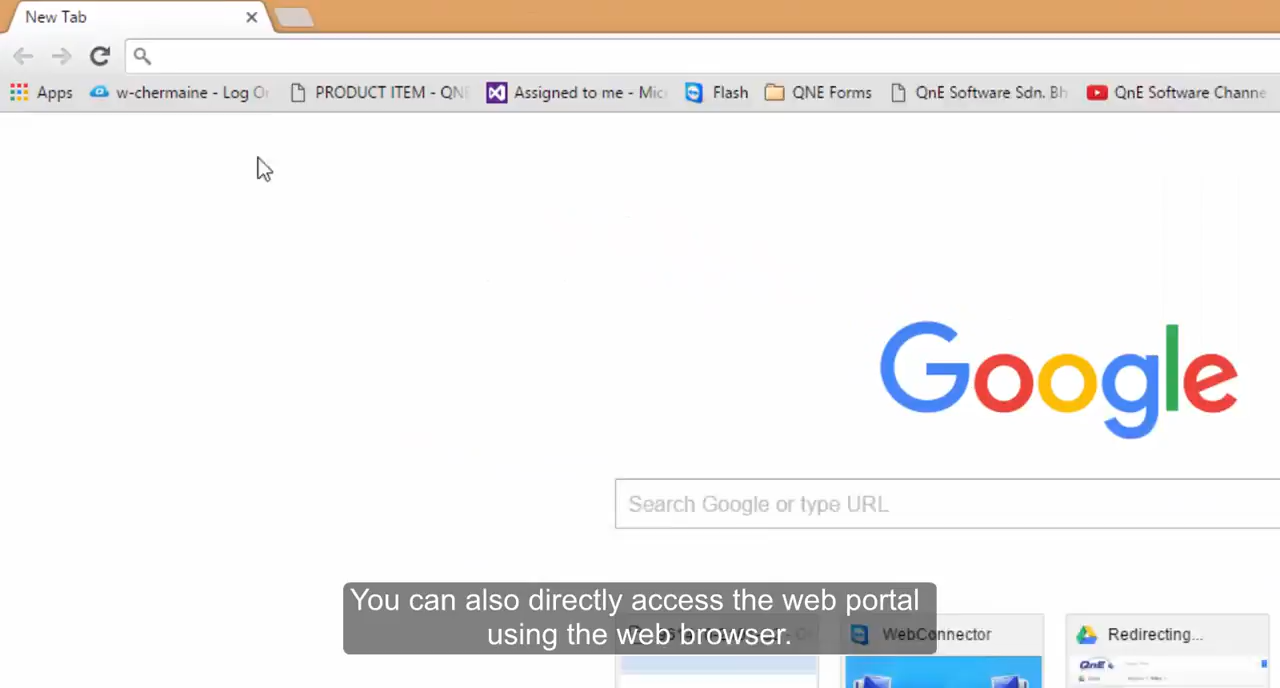 New Tab
Apps w-chermaine - Log O PRODUCT ITEM - QNE Assigned to me - Mic Flash QNE Forms QnE Software Sdn. Bh QnE Software Channe
Google
Search Google or type URL
You can also directly access the web portal
using the web browser.
WebConnector
Redirecting...
QnE